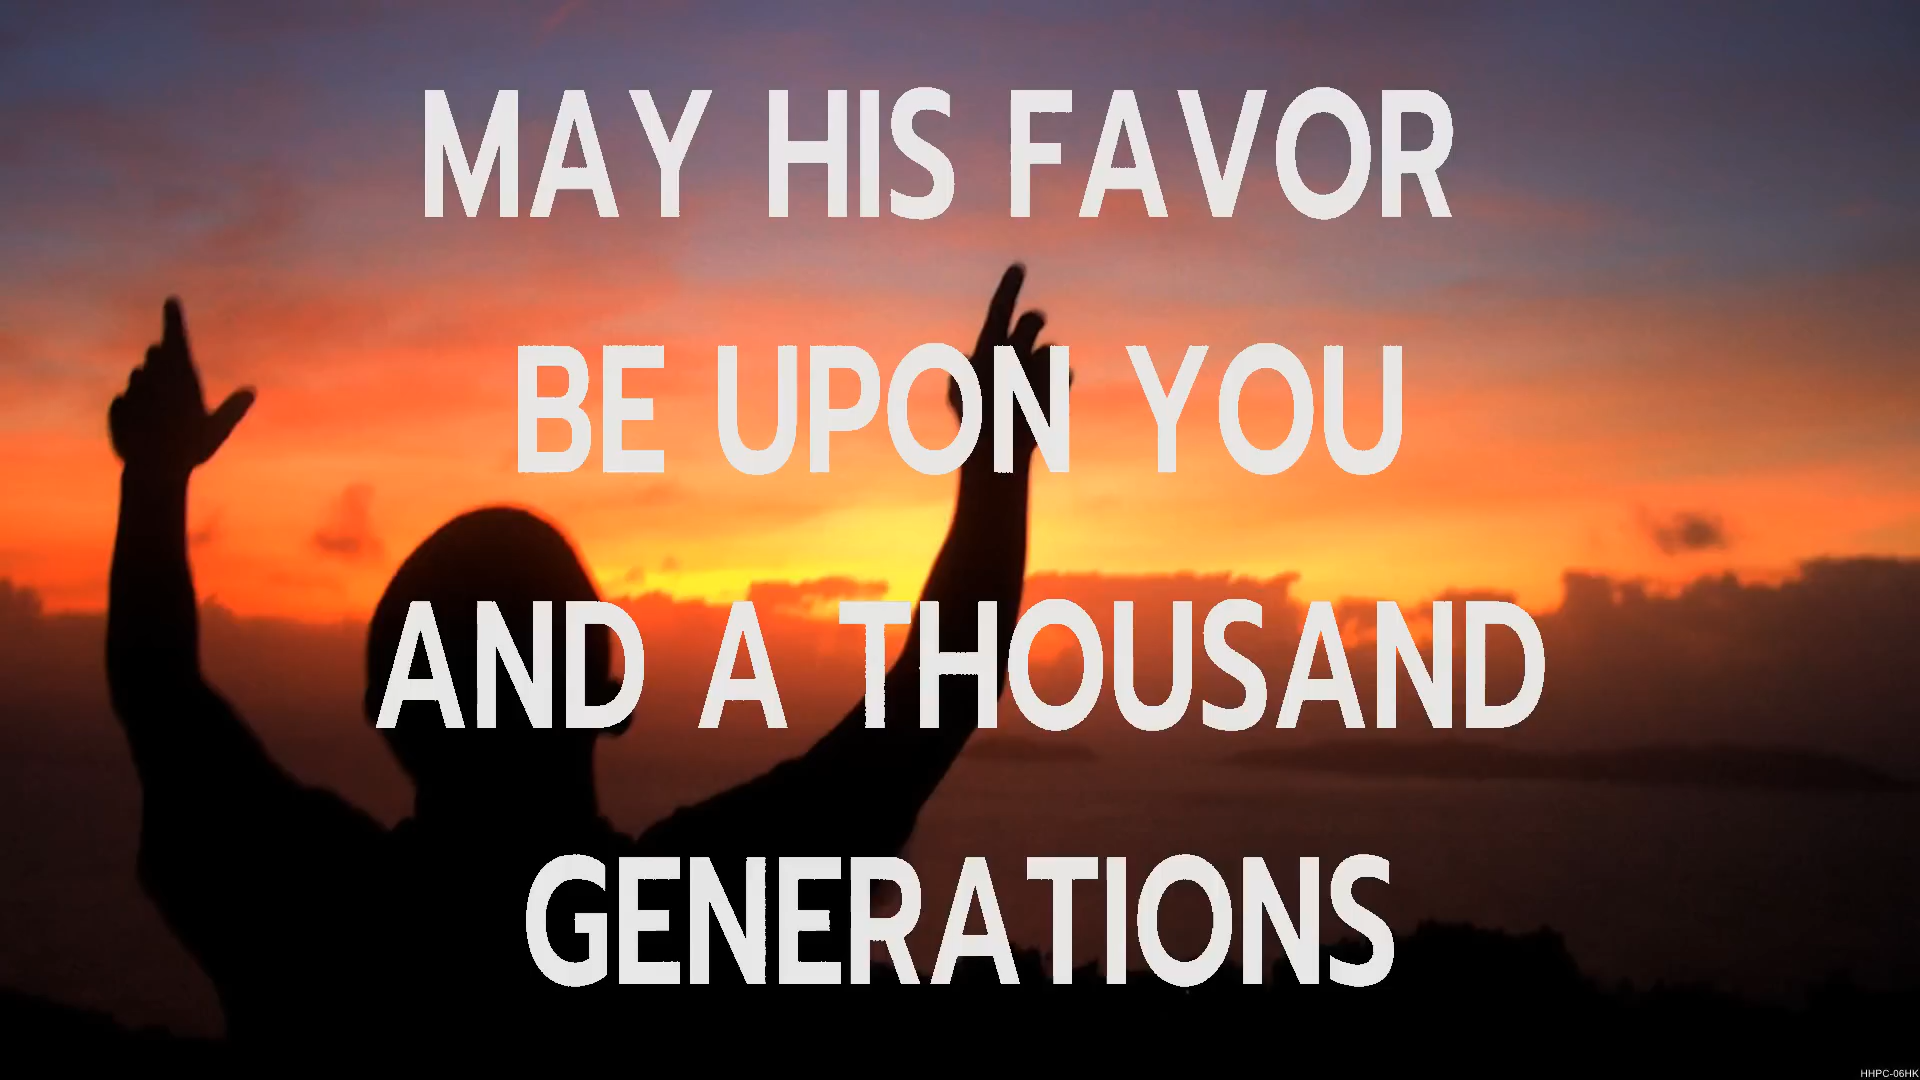 MAY HIS FAVOR
BE UPON YOU
AND A THOUSAND
GENERATIONS
HHPC-06HK